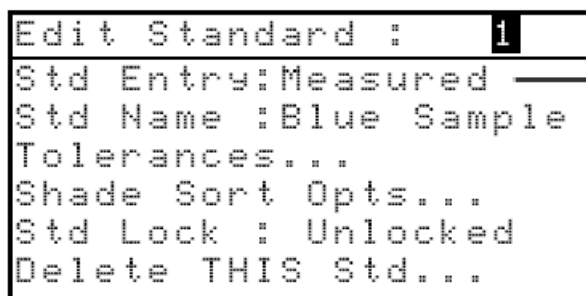 Edit Standard : 1
Std Entry:Measured
Std Name :Blue Sample
Tolerances...
Shade Sort Opts...
Std Lock : Unlocked
Delete THIS Std...